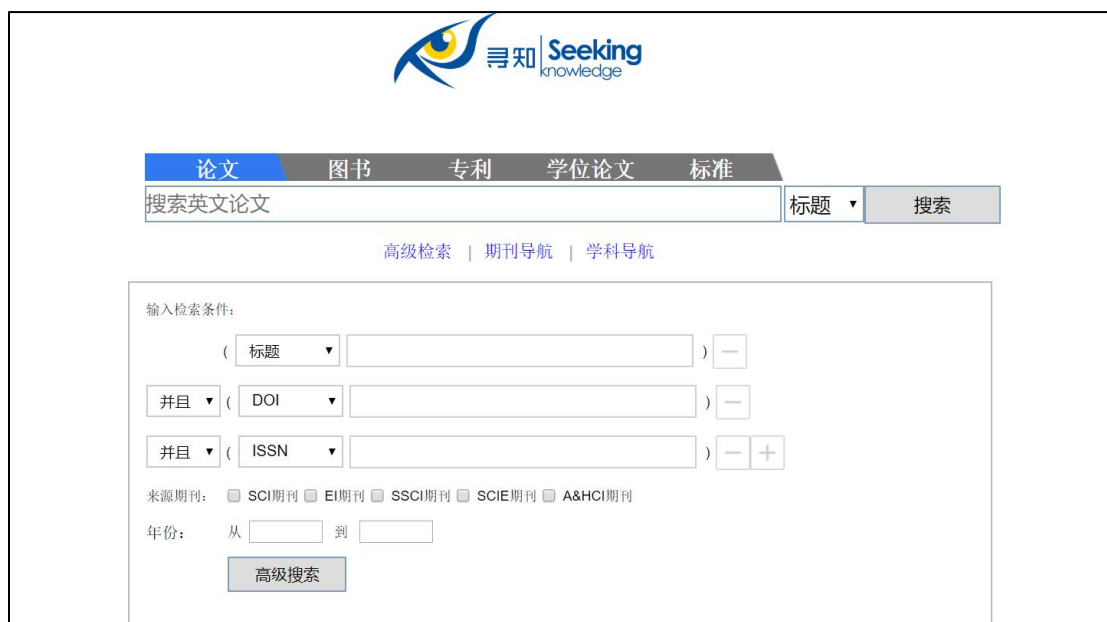 寻知 Seeking
knowledge
论文 图书 专利 学位论文 标准
搜索英文论文 标题 搜索
高级检索 | 期刊导航 | 学科导航
输入检索条件：
( 标题 )
并且 ( DOI )
并且 ( ISSN )
来源期刊： SCI期刊 EI期刊 SSCI期刊 SCIE期刊 A&HCI期刊
年份： 从 到
高级搜索